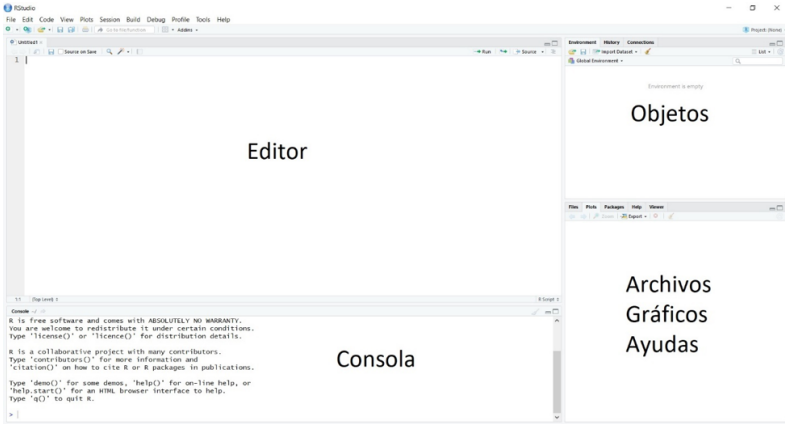 RStudio
File Edit Code View Plots Session Build Debug Profile Tools Help
Go to file/function
Addins
Project: (None)
Untitled1
Source on Save
Run
Source
1
Editor
1:1 (Top Level)
R Script
Console
R is free software and comes with ABSOLUTELY NO WARRANTY.
You are welcome to redistribute it under certain conditions.
Type 'license()' or 'licence()' for distribution details.
R is a collaborative project with many contributors.
Type 'contributors()' for more information and
'citation()' on how to cite R or R packages in publications.
Type 'demo()' for some demos, 'help()' for on-line help, or
'help.start()' for an HTML browser interface to help.
Type 'q()' to quit R.
>
Consola
Environment History Connections
Import Dataset
List
Global Environment
Environment is empty
Objetos
Files Plots Packages Help Viewer
Zoom Export
Archivos
Gráficos
Ayudas